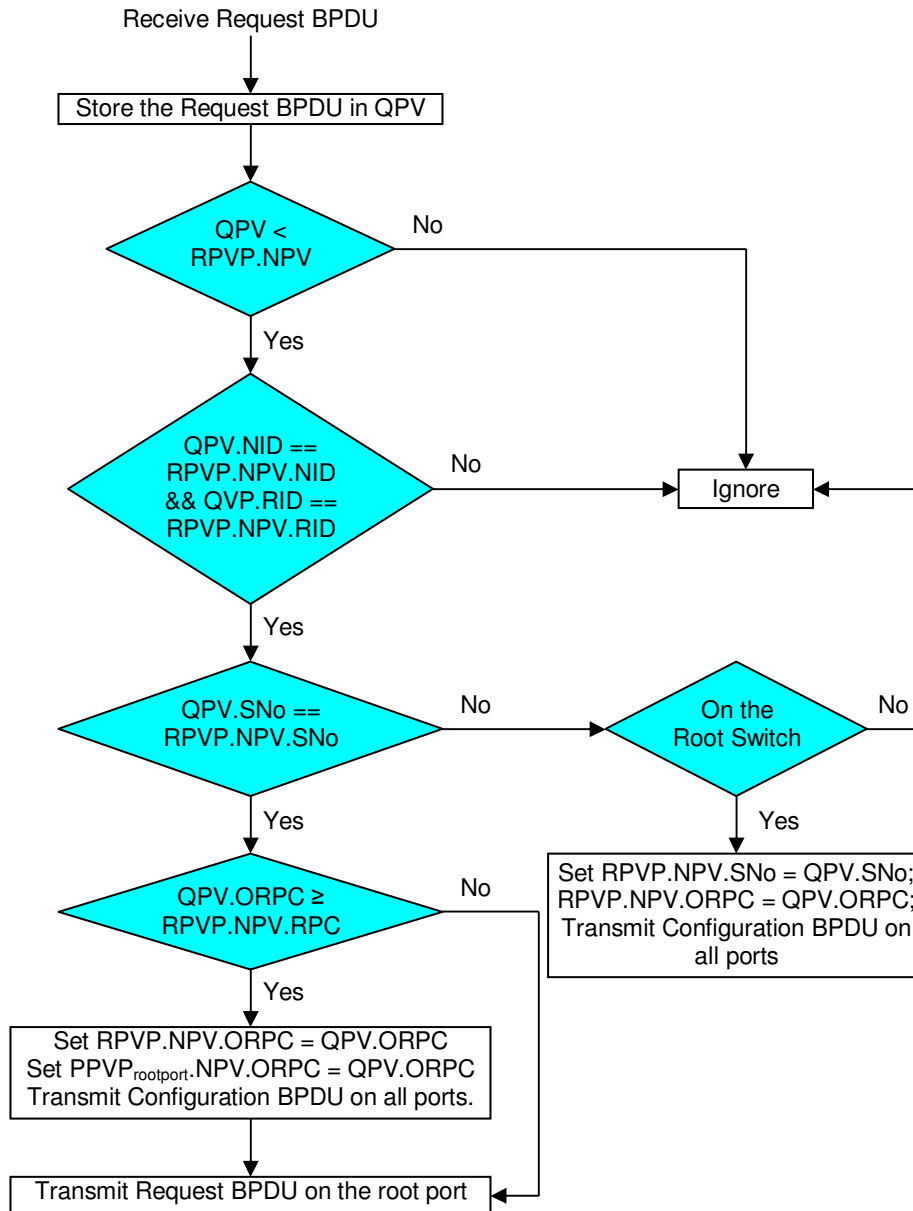 Receive Request BPDU
Store the Request BPDU in QPV
QPV <
RPVP.NPV
No
Yes
QPV.NID ==
RPVP.NPV.NID
&& QVP.RID ==
RPVP.NPV.RID
No
Ignore
Yes
QPV.SNo ==
RPVP.NPV.SNo
No
On the
Root Switch
No
Yes
Yes
QPV.ORPC ≥
RPVP.NPV.RPC
No
Set RPVP.NPV.SNo = QPV.SNo;
RPVP.NPV.ORPC = QPV.ORPC;
Transmit Configuration BPDU on
all ports
Yes
Set RPVP.NPV.ORPC = QPV.ORPC
Set PPVProotport.NPV.ORPC = QPV.ORPC
Transmit Configuration BPDU on all ports.
Transmit Request BPDU on the root port